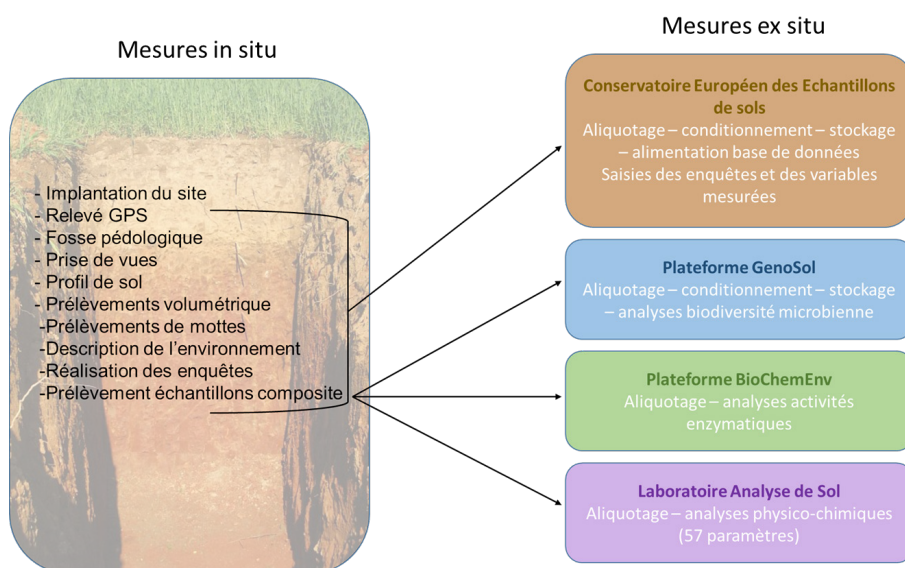 Mesures in situ
- Implantation du site
- Relevé GPS
- Fosse pédologique
- Prise de vues
- Profil de sol
- Prélèvements volumétrique
-Prélèvements de mottes
-Description de l'environnement
-Réalisation des enquêtes
-Prélèvement échantillons composite
Mesures ex situ
Conservatoire Européen des Echantillons
de sols
Aliquotage – conditionnement – stockage
– alimentation base de données
Saisies des enquêtes et des variables
mesurées
Plateforme GenoSol
Aliquotage – conditionnement – stockage
– analyses biodiversité microbienne
Plateforme BioChemEnv
Aliquotage – analyses activités
enzymatiques
Laboratoire Analyse de Sol
Aliquotage – analyses physico-chimiques
(57 paramètres)